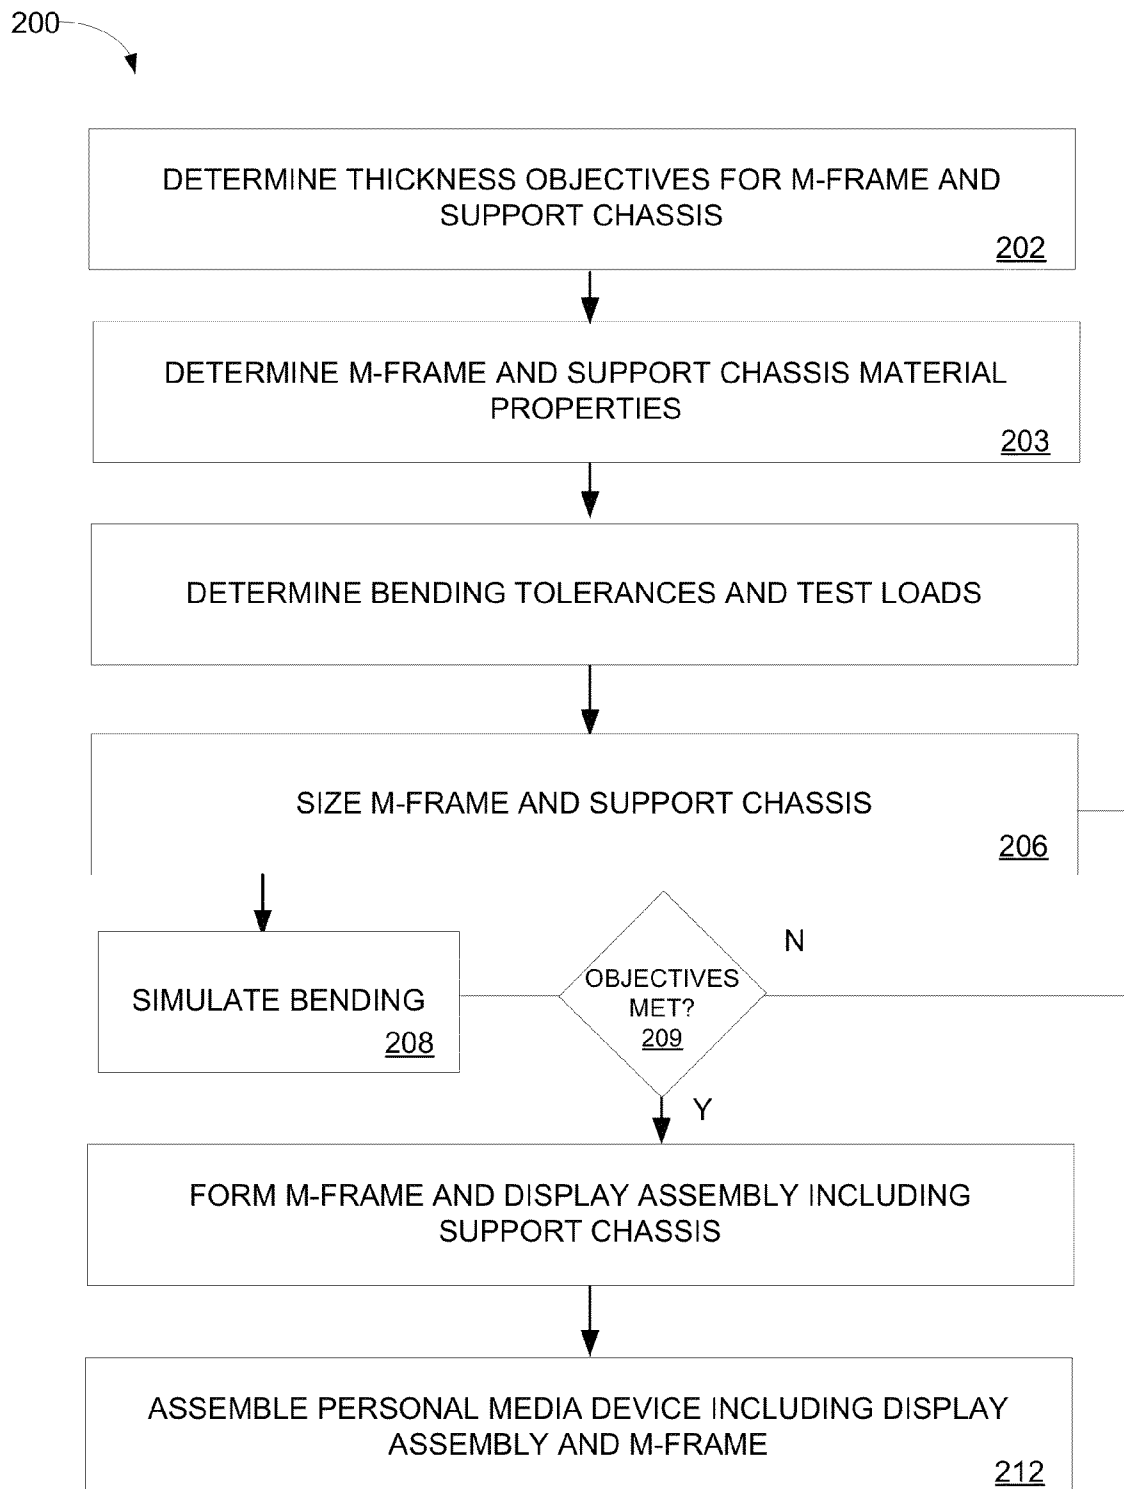 200
DETERMINE THICKNESS OBJECTIVES FOR M-FRAME AND
SUPPORT CHASSIS
202
DETERMINE M-FRAME AND SUPPORT CHASSIS MATERIAL
PROPERTIES
203
DETERMINE BENDING TOLERANCES AND TEST LOADS
SIZE M-FRAME AND SUPPORT CHASSIS
206
SIMULATE BENDING
208
OBJECTIVES
MET?
209
N
Y
FORM M-FRAME AND DISPLAY ASSEMBLY INCLUDING
SUPPORT CHASSIS
ASSEMBLE PERSONAL MEDIA DEVICE INCLUDING DISPLAY
ASSEMBLY AND M-FRAME
212